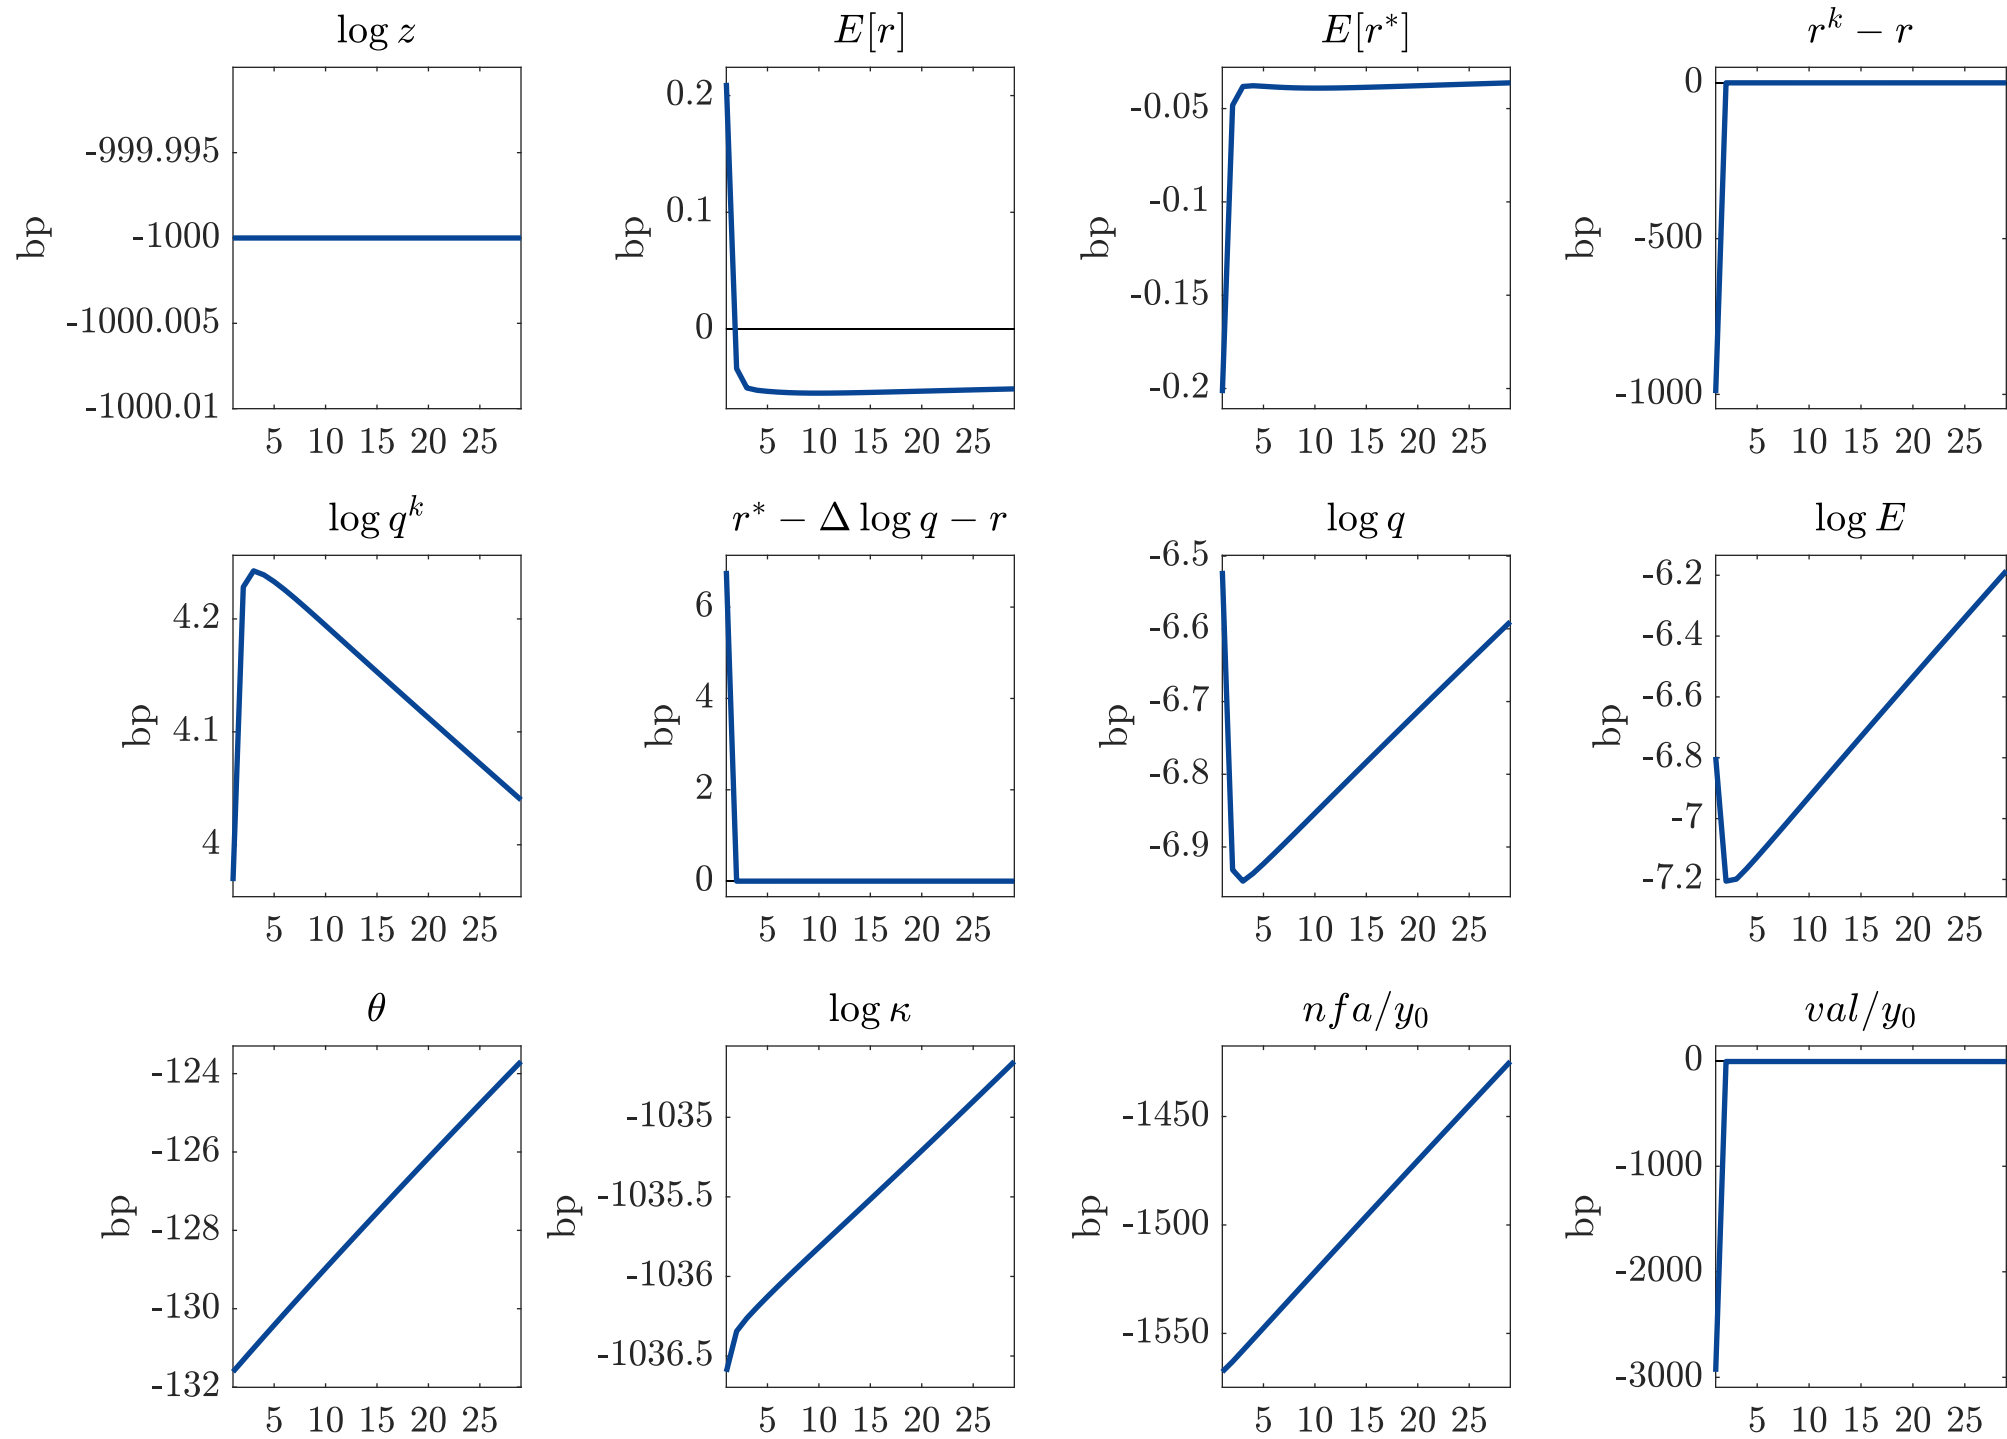 log z
bp
-999.995
-1000
-1000.005
-1000.01
5 10 15 20 25
E[r]
bp
0.2
0.1
0
5 10 15 20 25
E[r*]
bp
-0.05
-0.1
-0.15
-0.2
5 10 15 20 25
r^k − r
bp
0
-500
-1000
5 10 15 20 25
log q^k
bp
4.2
4.1
4
5 10 15 20 25
r* − Δ log q − r
bp
6
4
2
0
5 10 15 20 25
log q
bp
-6.5
-6.6
-6.7
-6.8
-6.9
5 10 15 20 25
log E
bp
-6.2
-6.4
-6.6
-6.8
-7
-7.2
5 10 15 20 25
θ
bp
-124
-126
-128
-130
-132
5 10 15 20 25
log κ
bp
-1035
-1035.5
-1036
-1036.5
5 10 15 20 25
nfa/y₀
bp
-1450
-1500
-1550
5 10 15 20 25
val/y₀
bp
0
-1000
-2000
-3000
5 10 15 20 25